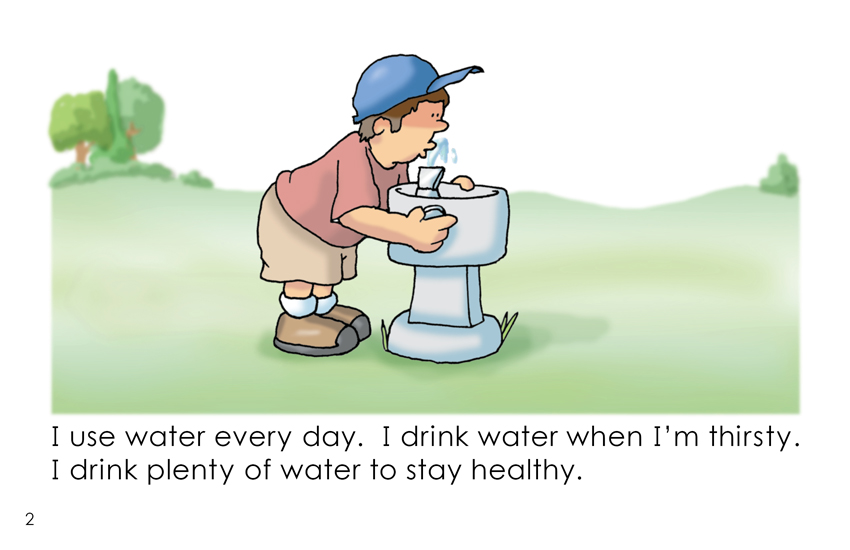 I use water every day.  I drink water when I'm thirsty.
I drink plenty of water to stay healthy.
2